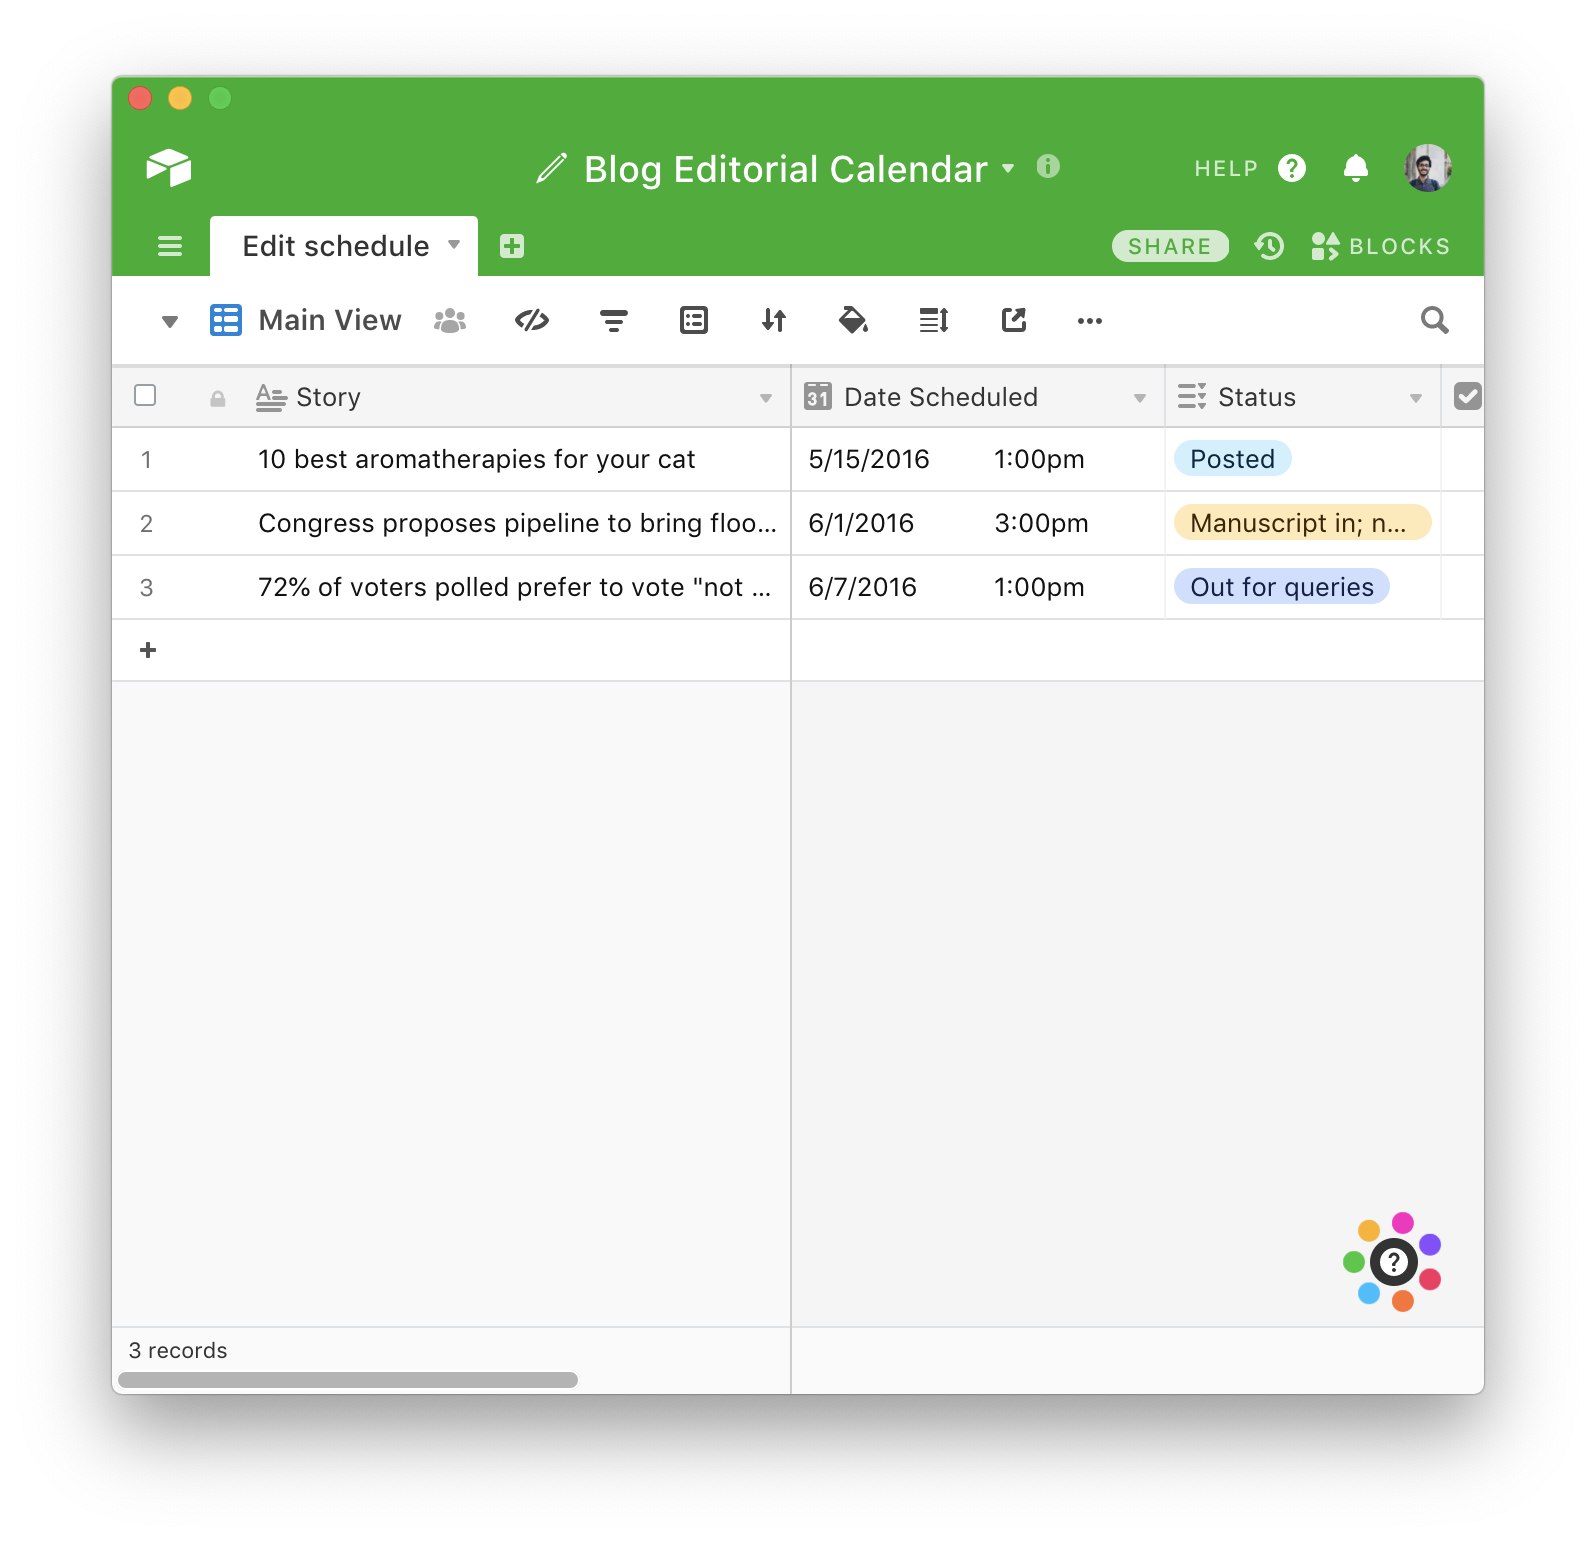 Blog Editorial Calendar
HELP ?
Edit schedule
SHARE
BLOCKS
Main View
A Story
31 Date Scheduled
Status
1 10 best aromatherapies for your cat 5/15/2016 1:00pm Posted
2 Congress proposes pipeline to bring floo... 6/1/2016 3:00pm Manuscript in; n...
3 72% of voters polled prefer to vote "not ... 6/7/2016 1:00pm Out for queries
+
?
3 records